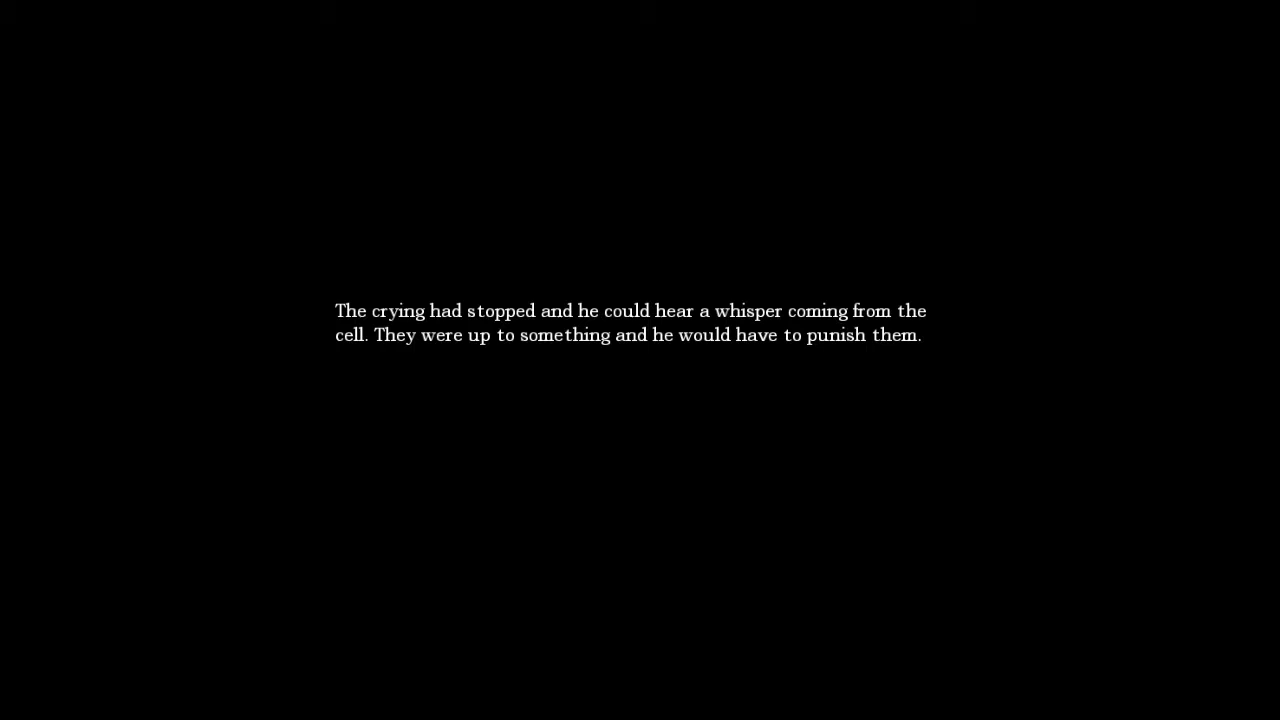 The crying had stopped and he could hear a whisper coming from the
cell. They were up to something and he would have to punish them.